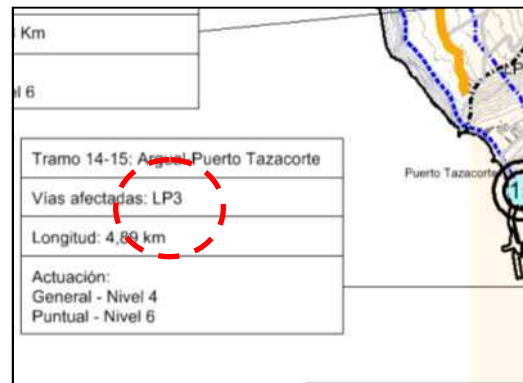 Km
6
Tramo 14-15: Argual-Puerto Tazacorte
Vías afectadas: LP3
Longitud: 4,89 km
Actuación:
General - Nivel 4
Puntual - Nivel 6
Puerto Tazacorte